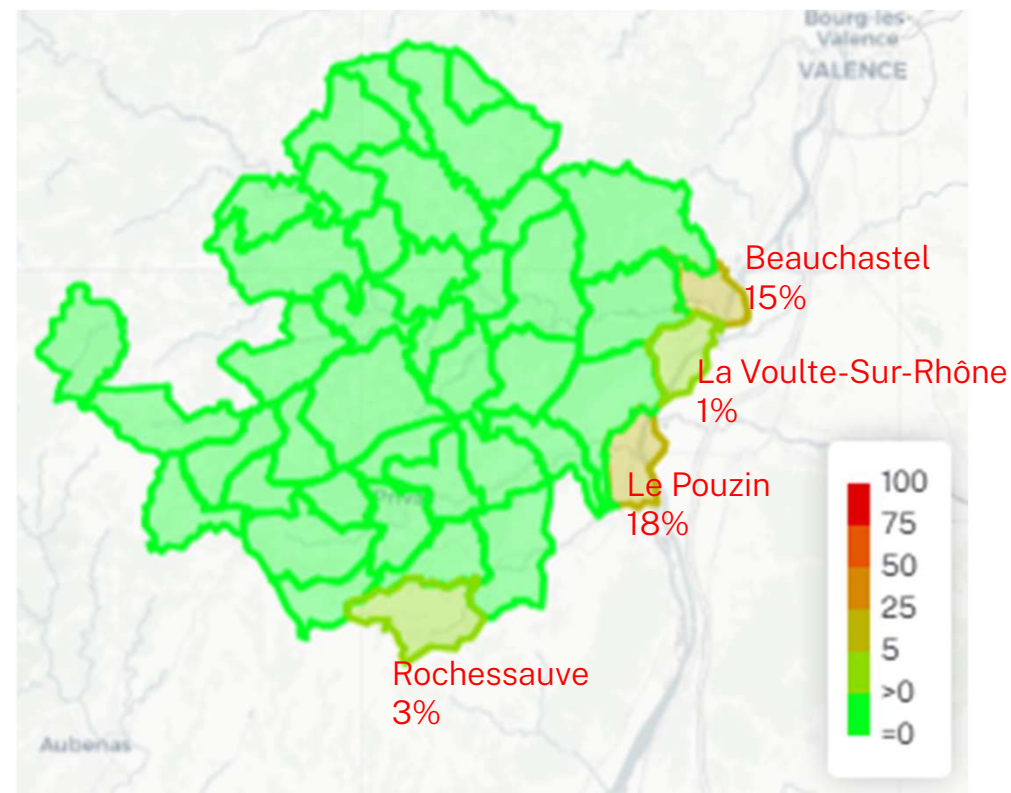 Bourg-lès-
Valence
VALENCE
Beauchastel
15%
La Voulte-Sur-Rhône
1%
Le Pouzin
18%
Privas
Rochessauve
3%
Aubenas
100
75
50
25
5
>0
=0